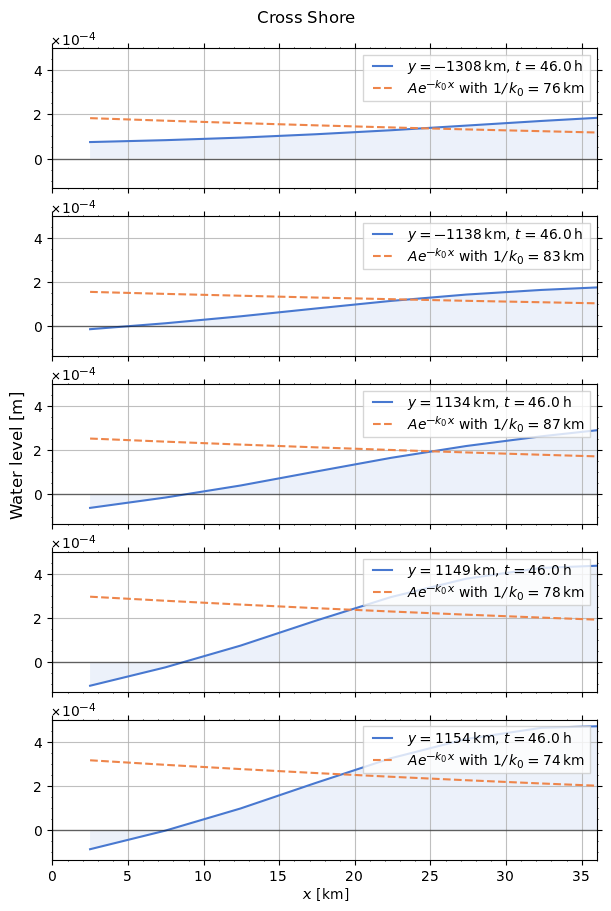 Cross Shore
×10⁻⁴
y = −1308 km, t = 46.0 h
Ae^{−k₀x} with 1/k₀ = 76 km
4
2
0
×10⁻⁴
y = −1138 km, t = 46.0 h
Ae^{−k₀x} with 1/k₀ = 83 km
4
2
0
×10⁻⁴
y = 1134 km, t = 46.0 h
Ae^{−k₀x} with 1/k₀ = 87 km
4
2
0
Water level [m]
×10⁻⁴
y = 1149 km, t = 46.0 h
Ae^{−k₀x} with 1/k₀ = 78 km
4
2
0
×10⁻⁴
y = 1154 km, t = 46.0 h
Ae^{−k₀x} with 1/k₀ = 74 km
4
2
0
0 5 10 15 20 25 30 35
x [km]